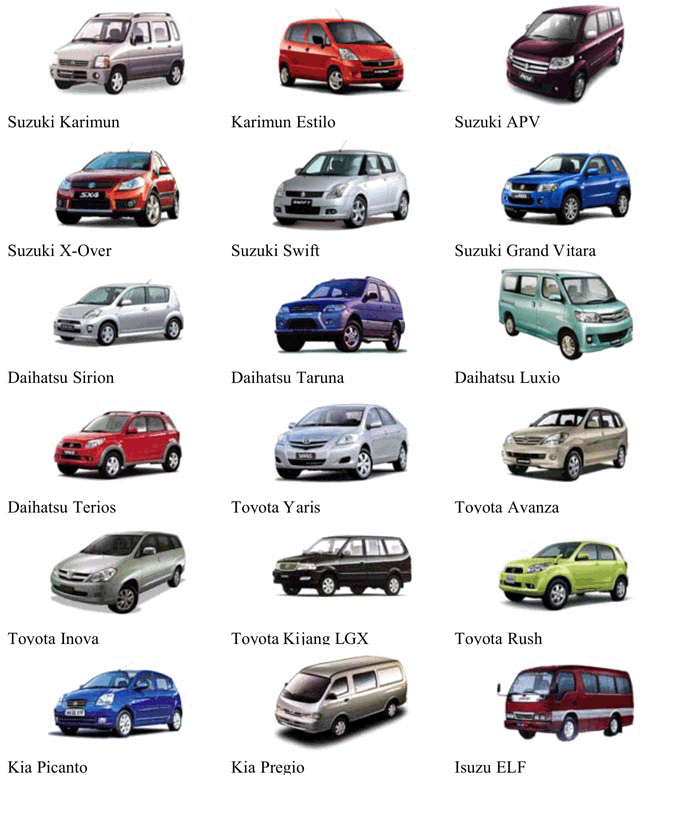 Suzuki Karimun
Karimun Estilo
Suzuki APV
SX4
SWIFT
Suzuki X-Over
Suzuki Swift
Suzuki Grand Vitara
Daihatsu Sirion
Daihatsu Taruna
Daihatsu Luxio
Daihatsu Terios
Toyota Yaris
Toyota Avanza
Toyota Inova
Toyota Kijang LGX
Toyota Rush
Kia Picanto
Kia Pregio
Isuzu ELF